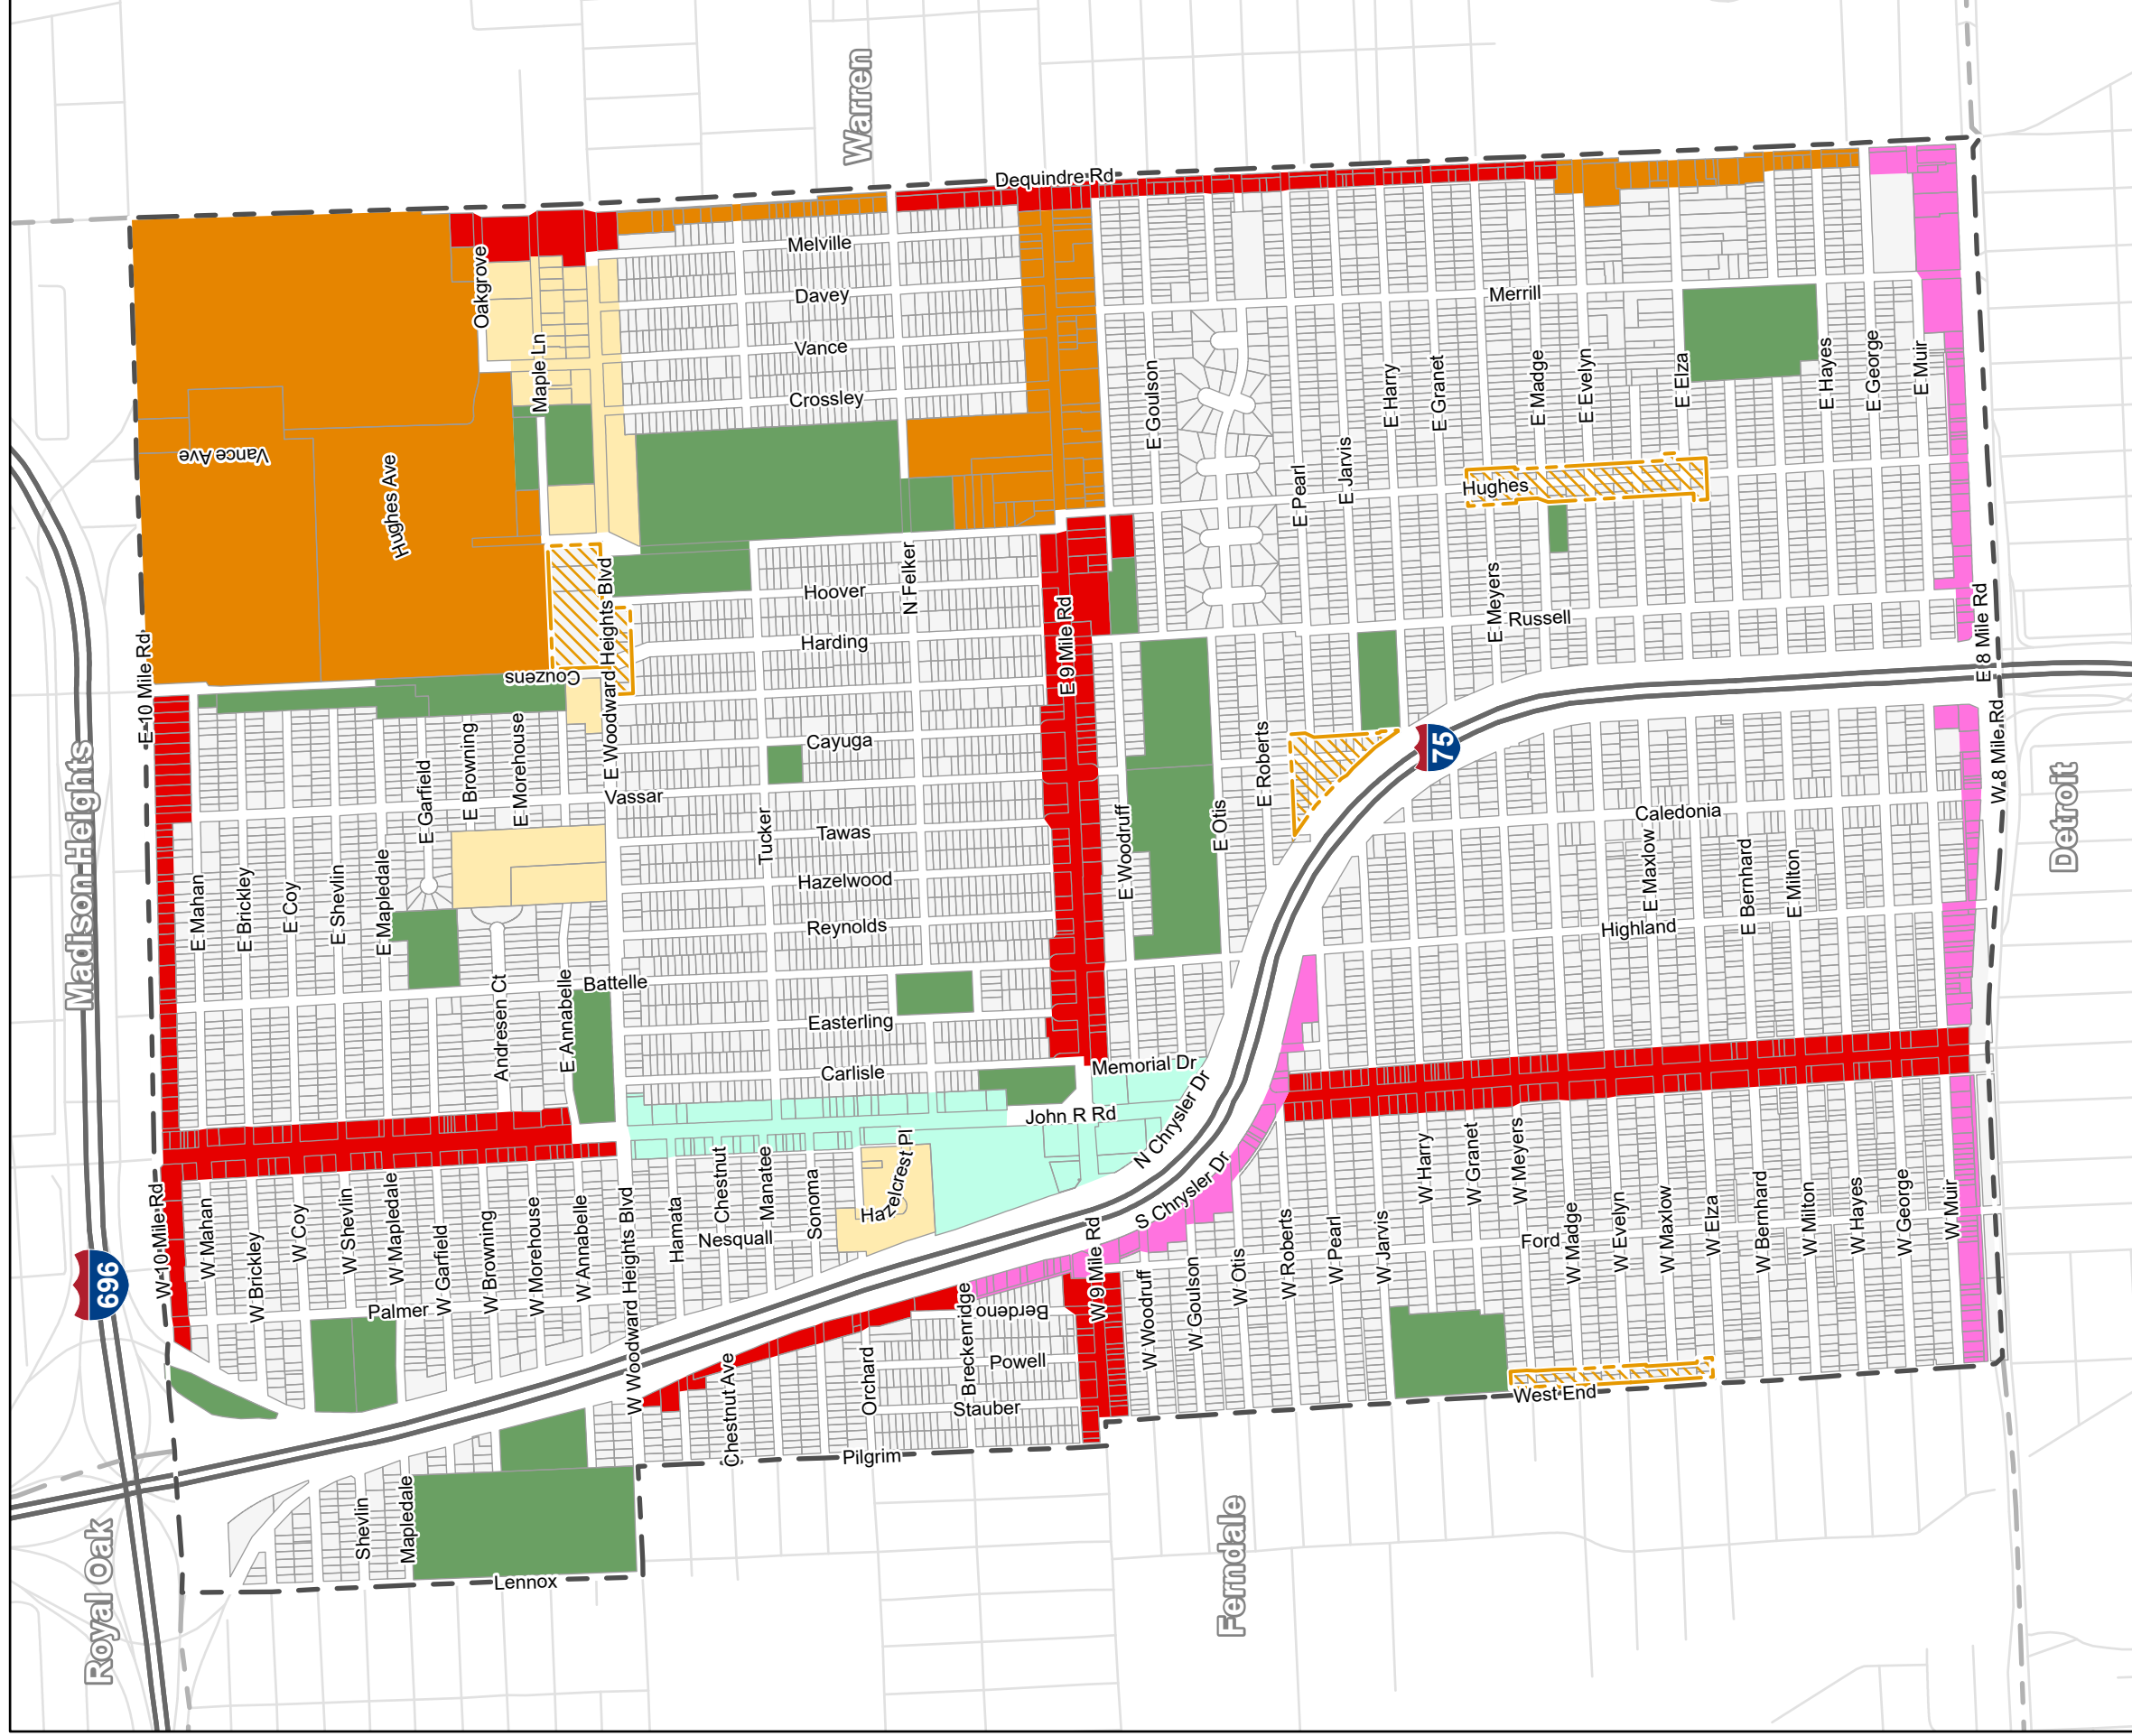 Warren
Dequindre Rd
Melville
Davey
Vance
Crossley
Oakgrove
Maple Ln
Vance Ave
Hughes Ave
Merrill
E Goulson
E Pearl
E Jarvis
E Harry
E Granet
E Madge
E Evelyn
E Elza
E Hayes
E George
E Muir
Hughes
E Meyers
Russell
N Felker
Hoover
Harding
E Woodward Heights Blvd
E 9 Mile Rd
E 8 Mile Rd
E 10 Mile Rd
Couzens
Madison Heights
E Browning
E Morehouse
E Garfield
Cayuga
Vassar
Tucker
Tawas
Hazelwood
Reynolds
E Woodward Heights Blvd
E Roberts
E Otis
E Woodruff
75
W 8 Mile Rd
Detroit
Caledonia
E Maxlow
E Bernhard
E Milton
Highland
E Mahan
E Brickley
E Coy
E Shevlin
E Mapledale
Andresen Ct
E Annabelle
Battelle
Easterling
Carlisle
Memorial Dr
John R Rd
N Chrysler Dr
S Chrysler Dr
Hazelcrest Pl
Chestnut
Manatee
Sonoma
Hamata
Nesquall
W 10 Mile Rd
W Mahan
W Brickley
W Coy
W Shevlin
W Mapledale
W Garfield
W Browning
W Morehouse
W Annabelle
W Woodward Heights Blvd
Palmer
696
W 9 Mile Rd
W Woodruff
W Goulson
W Otis
W Roberts
W Pearl
W Jarvis
W Harry
W Granet
W Meyers
Ford
W Madge
W Evelyn
W Maxlow
W Elza
W Bernhard
W Milton
W Hayes
W George
W Muir
Berdeno
Breckenridge
Powell
Stauber
Orchard
Chestnut Ave
Pilgrim
West End
Shevlin
Mapledale
Lennox
Royal Oak
Ferndale